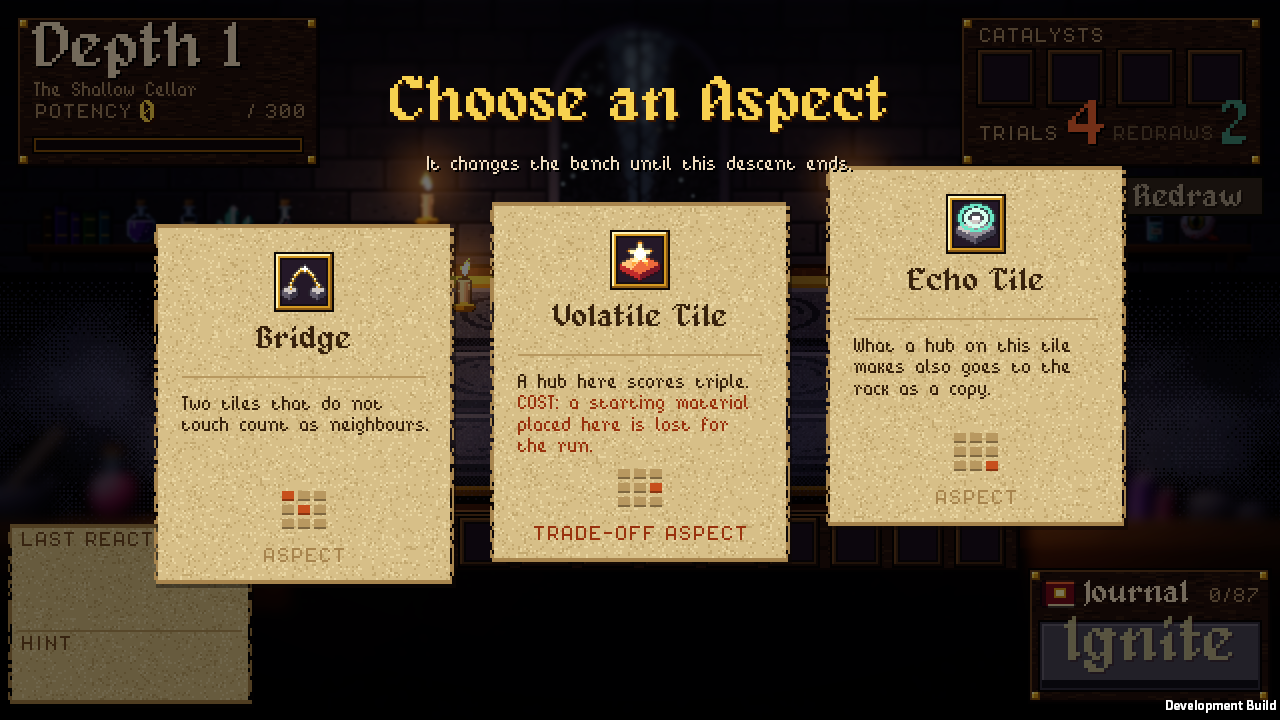 Depth 1
The Shallow Cellar
POTENCY 0 / 300
Choose an Aspect
It changes the bench until this descent ends.
CATALYSTS
TRIALS 4 REDRAWS 2
Redraw
Bridge
Two tiles that do not
touch count as neighbours.
ASPECT
Volatile Tile
A hub here scores triple.
COST: a starting material
placed here is lost for
the run.
TRADE-OFF ASPECT
Echo Tile
What a hub on this tile
makes also goes to the
rack as a copy.
ASPECT
LAST REACT
HINT
Journal 0/87
Ignite
Development Build